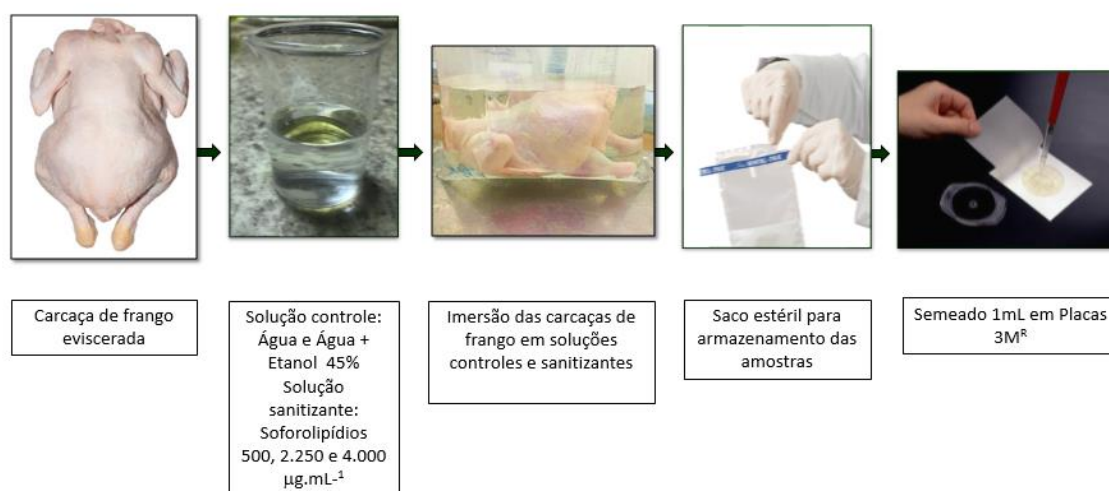 Carcaça de frango
eviscerada
Solução controle:
Água e Água +
Etanol 45%
Solução
sanitizante:
Soforolipídios
500, 2.250 e 4.000
µg.mL-¹
Imersão das carcaças de
frango em soluções
controles e sanitizantes
Saco estéril para
armazenamento das
amostras
Semeado 1mL em Placas
3Mᴿ